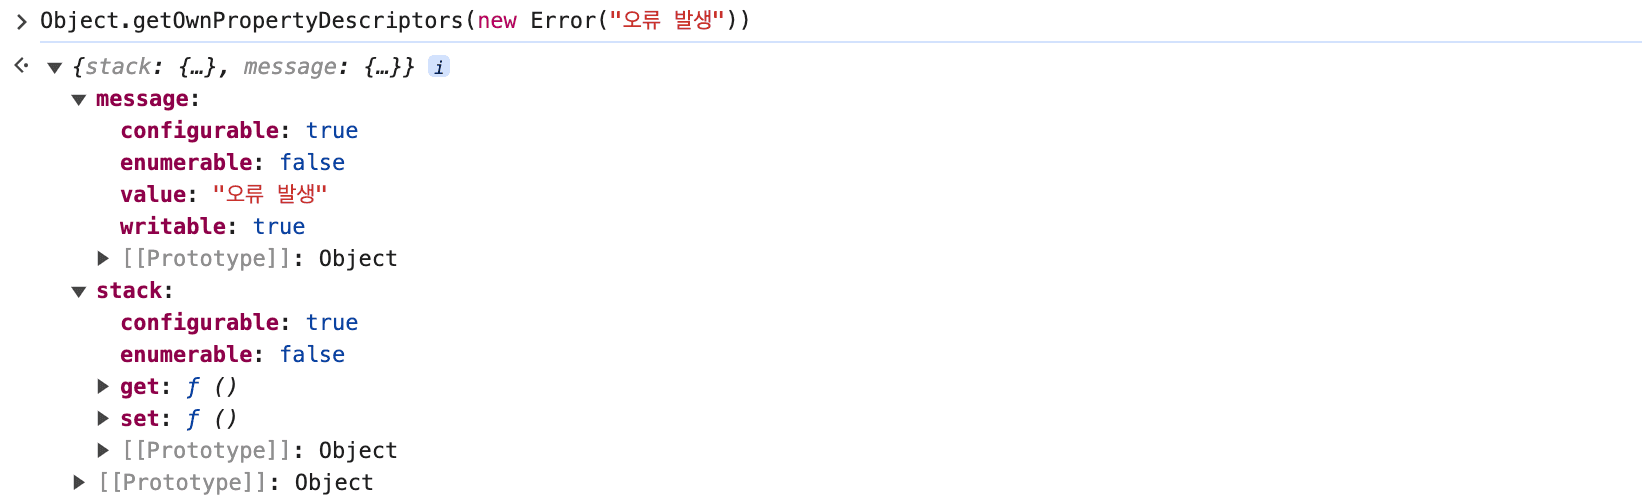 > Object.getOwnPropertyDescriptors(new Error("오류 발생"))
<· ▼ {stack: {…}, message: {…}} i
▼ message:
configurable: true
enumerable: false
value: "오류 발생"
writable: true
▶ [[Prototype]]: Object
▼ stack:
configurable: true
enumerable: false
▶ get: ƒ ()
▶ set: ƒ ()
▶ [[Prototype]]: Object
▶ [[Prototype]]: Object